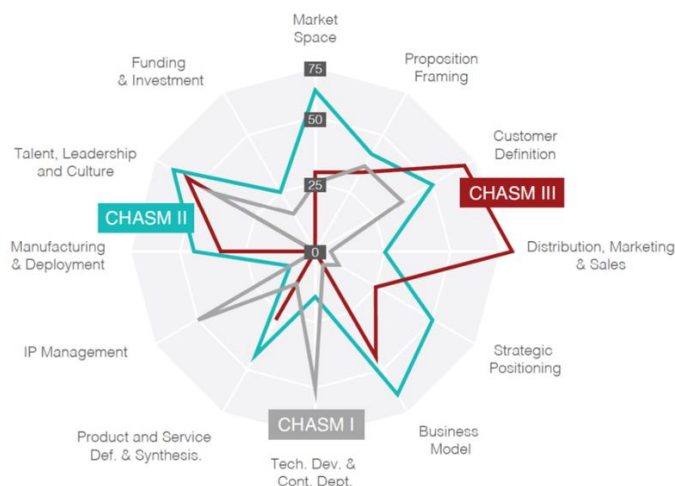 Market
Space
Funding
& Investment
Proposition
Framing
75
50
25
0
Talent, Leadership
and Culture
Customer
Definition
CHASM III
CHASM II
Manufacturing
& Deployment
Distribution, Marketing
& Sales
IP Management
Strategic
Positioning
CHASM I
Product and Service
Def. & Synthesis.
Business
Model
Tech. Dev. &
Cont. Dept.